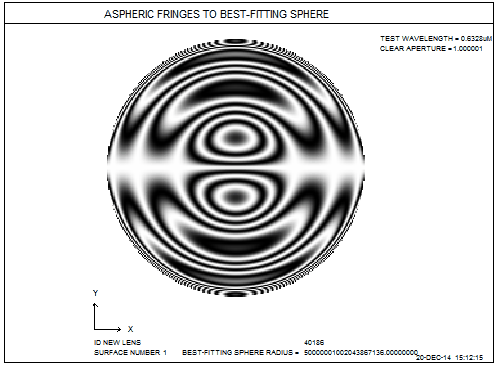 ASPHERIC FRINGES TO BEST-FITTING SPHERE
TEST WAVELENGTH = 0.6328uM
CLEAR APERTURE = 1.000001
Y
X
ID NEW LENS 40186
SURFACE NUMBER 1 BEST-FITTING SPHERE RADIUS = 50000001002043867136.00000000
20-DEC-14 15:12:15